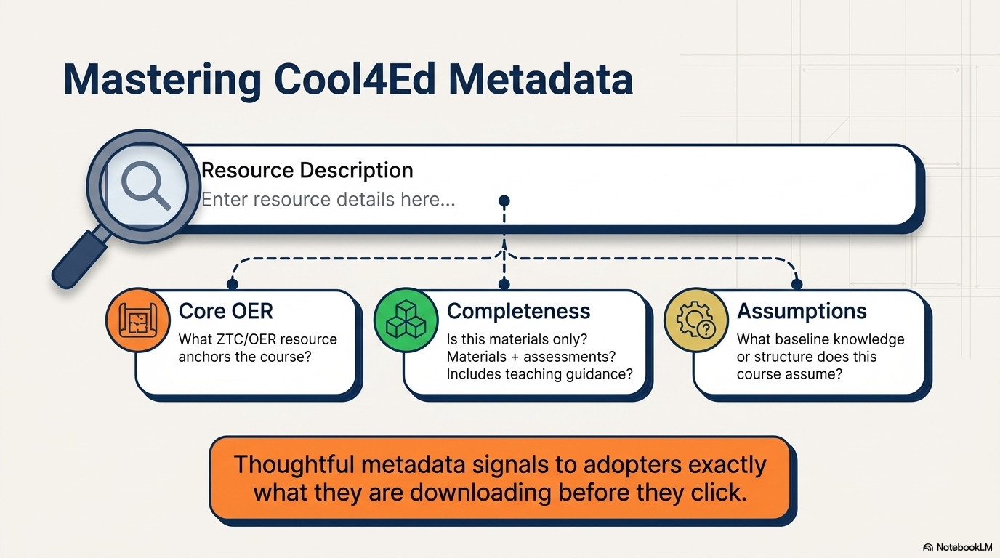 Mastering Cool4Ed Metadata
Resource Description
Enter resource details here...
Core OER
What ZTC/OER resource
anchors the course?
Completeness
Is this materials only?
Materials + assessments?
Includes teaching guidance?
Assumptions
What baseline knowledge
or structure does this
course assume?
?
Thoughtful metadata signals to adopters exactly
what they are downloading before they click.
NotebookLM